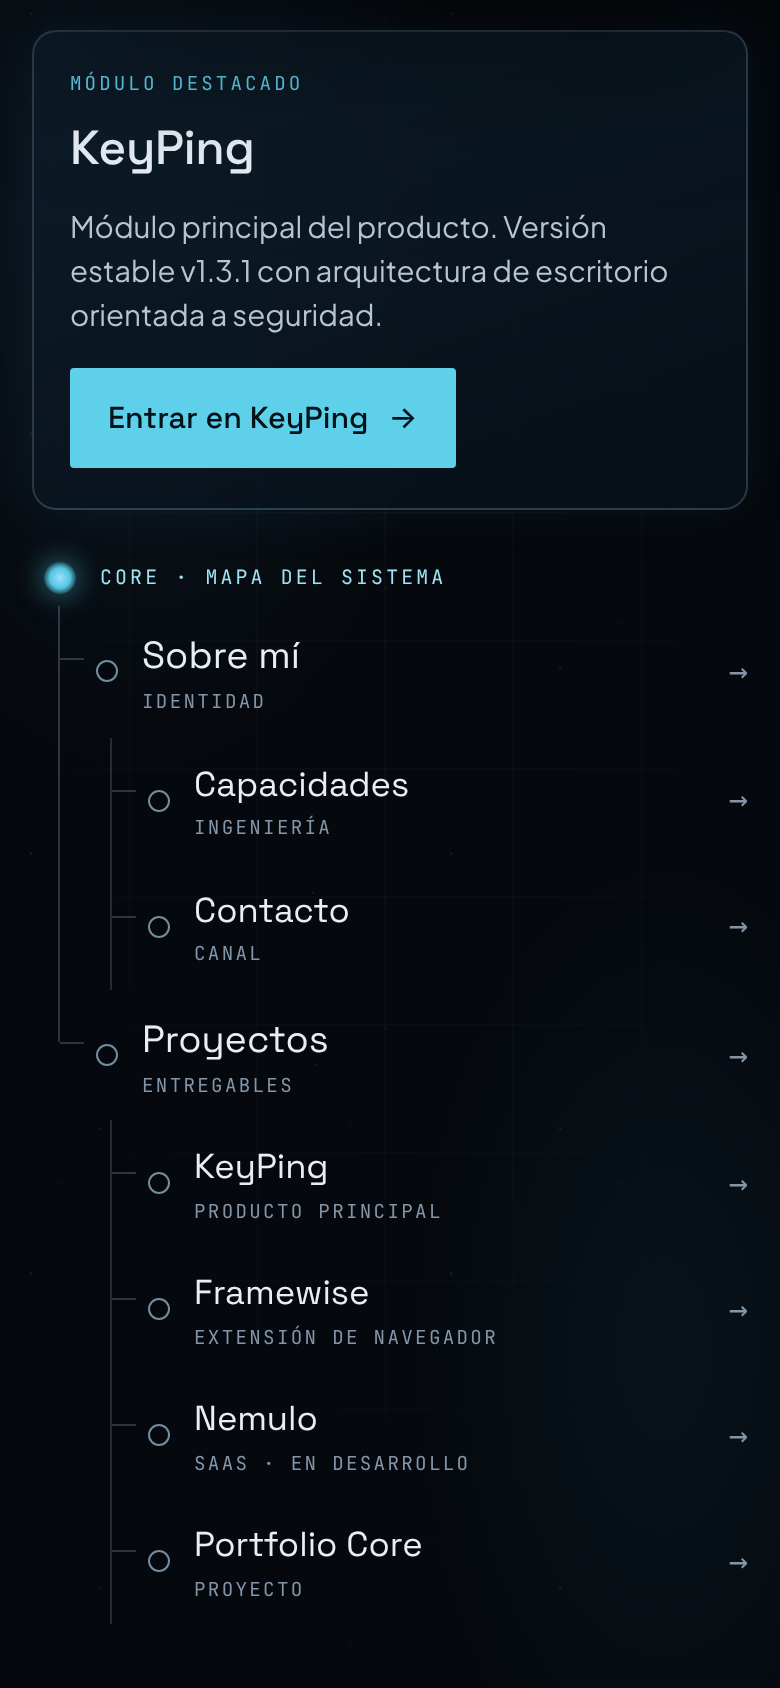 MÓDULO DESTACADO
KeyPing
Módulo principal del producto. Versión
estable v1.3.1 con arquitectura de escritorio
orientada a seguridad.
Entrar en KeyPing →
CORE · MAPA DEL SISTEMA
Sobre mí →
IDENTIDAD
Capacidades →
INGENIERÍA
Contacto →
CANAL
Proyectos →
ENTREGABLES
KeyPing →
PRODUCTO PRINCIPAL
Framewise →
EXTENSIÓN DE NAVEGADOR
Nemulo →
SAAS · EN DESARROLLO
Portfolio Core →
PROYECTO